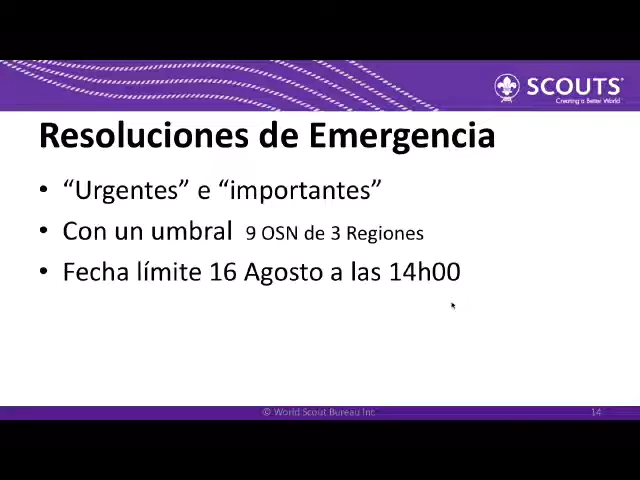 SCOUTS
Creating a Better World
Resoluciones de Emergencia
• “Urgentes” e “importantes”
• Con un umbral 9 OSN de 3 Regiones
• Fecha límite 16 Agosto a las 14h00
© World Scout Bureau Inc.
14